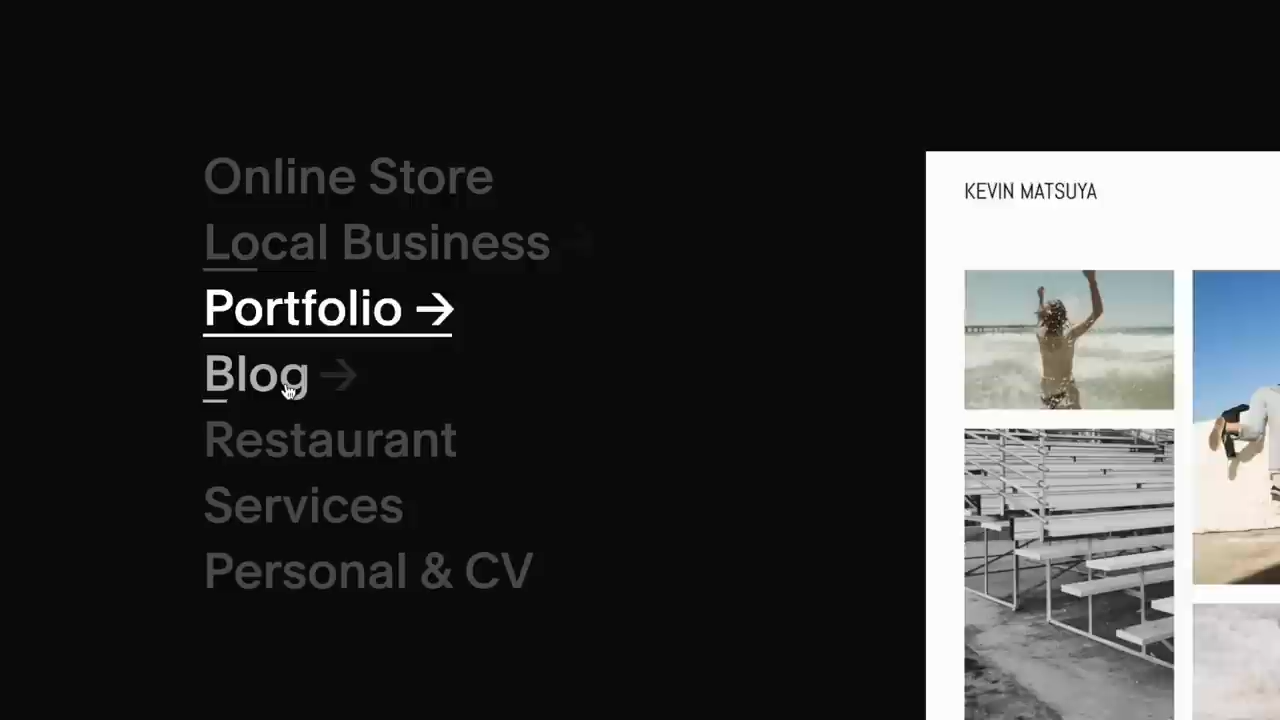 Online Store
Local Business →
Portfolio →
Blog →
Restaurant
Services
Personal & CV
KEVIN MATSUYA